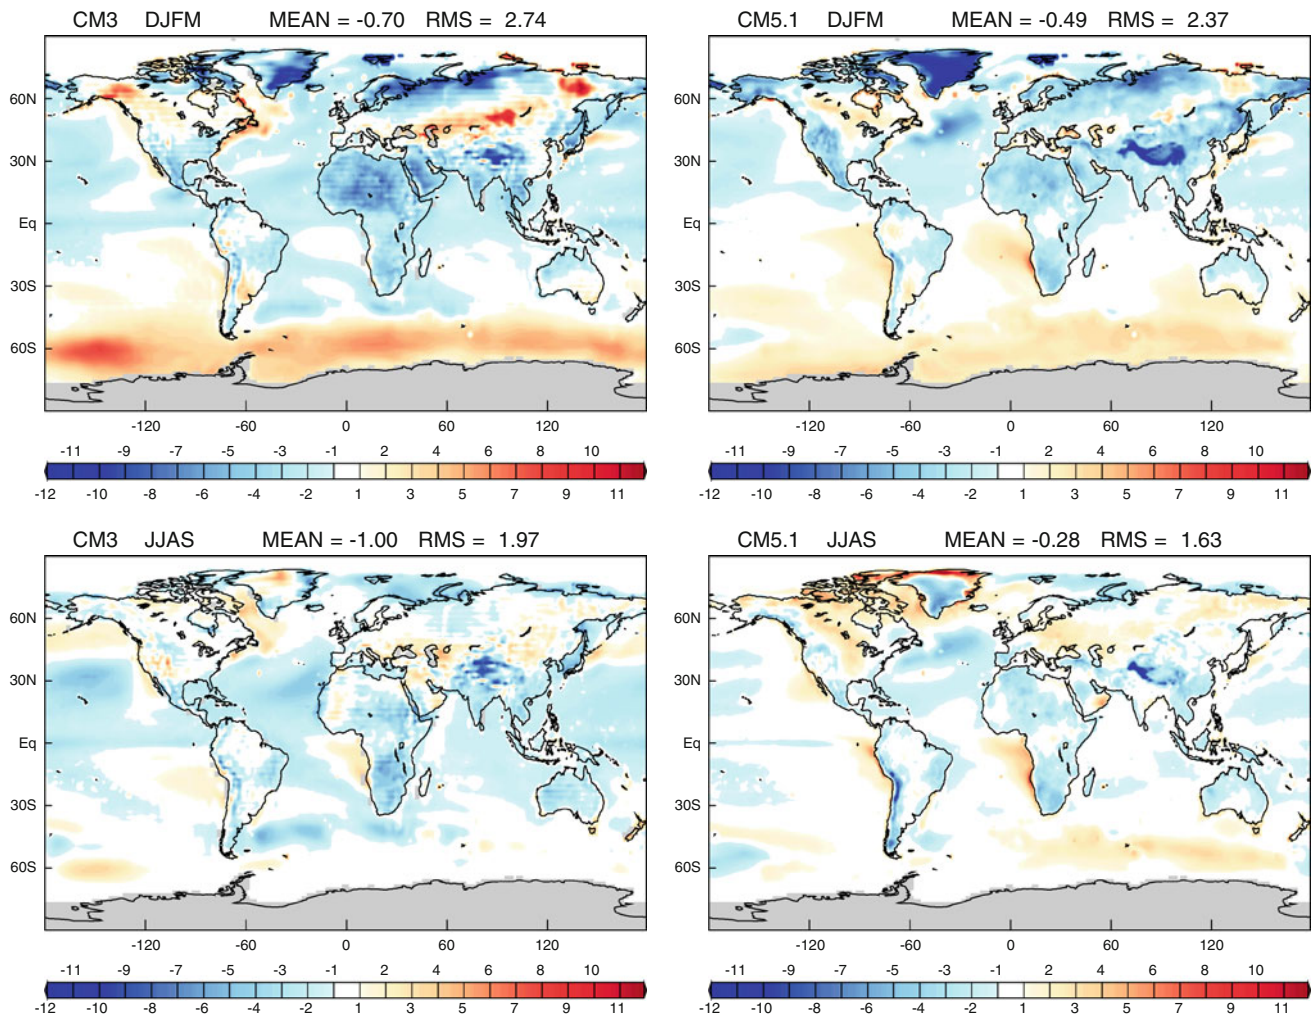 CM3 DJFM MEAN = -0.70 RMS = 2.74
60N
30N
Eq
30S
60S
-120 -60 0 60 120
-11 -9 -7 -5 -3 -1 2 4 6 8 10
-12 -10 -8 -6 -4 -2 1 3 5 7 9 11
CM5.1 DJFM MEAN = -0.49 RMS = 2.37
60N
30N
Eq
30S
60S
-120 -60 0 60 120
-11 -9 -7 -5 -3 -1 2 4 6 8 10
-12 -10 -8 -6 -4 -2 1 3 5 7 9 11
CM3 JJAS MEAN = -1.00 RMS = 1.97
60N
30N
Eq
30S
60S
-120 -60 0 60 120
-11 -9 -7 -5 -3 -1 2 4 6 8 10
-12 -10 -8 -6 -4 -2 1 3 5 7 9 11
CM5.1 JJAS MEAN = -0.28 RMS = 1.63
60N
30N
Eq
30S
60S
-120 -60 0 60 120
-11 -9 -7 -5 -3 -1 2 4 6 8 10
-12 -10 -8 -6 -4 -2 1 3 5 7 9 11